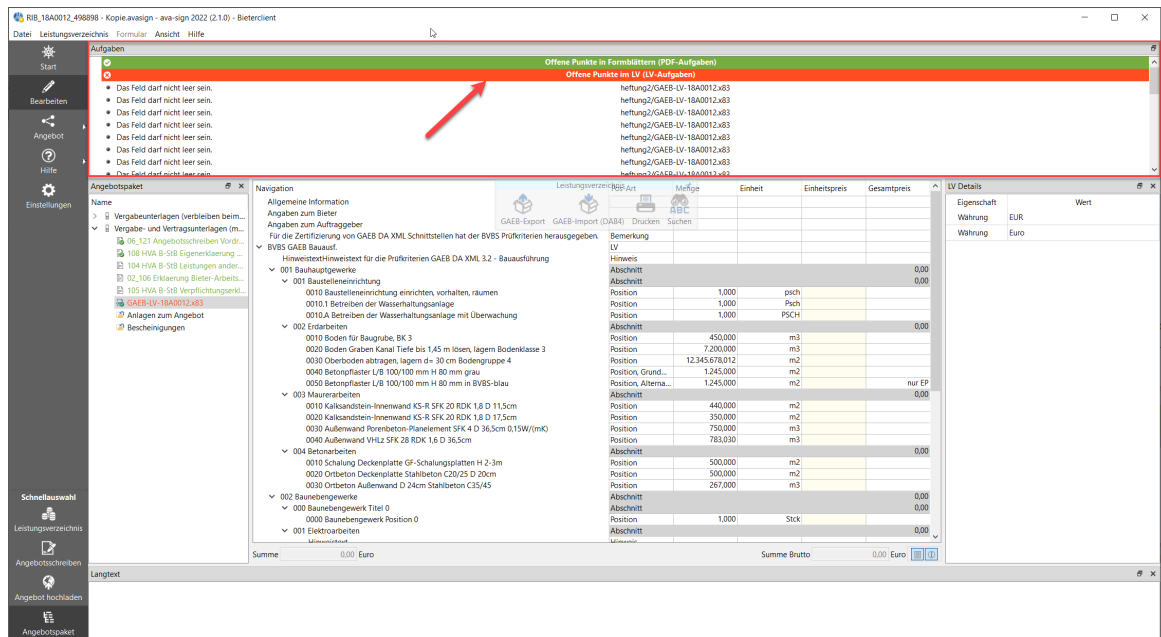 RIB_18A0012_498898 - Kopie.avasign - ava-sign 2022 (2.1.0) - Bieterclient
Datei Leistungsverzeichnis Formular Ansicht Hilfe
Start
Bearbeiten
Angebot
Hilfe
Einstellungen
Aufgaben
Offene Punkte in Formblättern (PDF-Aufgaben)
Offene Punkte im LV (LV-Aufgaben)
Das Feld darf nicht leer sein. heftung2/GAEB-LV-18A0012.x83
Das Feld darf nicht leer sein. heftung2/GAEB-LV-18A0012.x83
Das Feld darf nicht leer sein. heftung2/GAEB-LV-18A0012.x83
Das Feld darf nicht leer sein. heftung2/GAEB-LV-18A0012.x83
Das Feld darf nicht leer sein. heftung2/GAEB-LV-18A0012.x83
Das Feld darf nicht leer sein. heftung2/GAEB-LV-18A0012.x83
Das Feld darf nicht leer sein. heftung2/GAEB-LV-18A0012.x83
Das Feld darf nicht leer sein. heftung2/GAEB-LV-18A0012.x83
Angebotspaket
Name
Vergabeunterlagen (verbleiben beim...
Vergabe- und Vertragsunterlagen (m...
06_121 Angebotsschreiben Vordr...
108 HVA B-StB Eigenerklaerung ...
104 HVA B-StB Leistungen ander...
02_106 Erklaerung Bieter-Arbeits...
105 HVA B-StB Verpflichtungserkl...
GAEB-LV-18A0012.x83
Anlagen zum Angebot
Bescheinigungen
Leistungsverzeichnis
GAEB-Export GAEB-Import (DA84) Drucken Suchen
Navigation Pos-Art Menge Einheit Einheitspreis Gesamtpreis
Allgemeine Information
Angaben zum Bieter
Angaben zum Auftraggeber
Für die Zertifizierung von GAEB DA XML Schnittstellen hat der BVBS Prüfkriterien herausgegeben. Bemerkung
BVBS GAEB Bauausf. LV
HinweistextHinweistext für die Prüfkriterien GAEB DA XML 3.2 - Bauausführung Hinweis
001 Bauhauptgewerke Abschnitt 0,00
001 Baustelleneinrichtung Abschnitt 0,00
0010 Baustelleneinrichtung einrichten, vorhalten, räumen Position 1,000 psch
0010.1 Betreiben der Wasserhaltungsanlage Position 1,000 Psch
0010.A Betreiben der Wasserhaltungsanlage mit Überwachung Position 1,000 PSCH
002 Erdarbeiten Abschnitt 0,00
0010 Boden für Baugrube, BK 3 Position 450,000 m3
0020 Boden Graben Kanal Tiefe bis 1,45 m lösen, lagern Bodenklasse 3 Position 7.200,000 m3
0030 Oberboden abtragen, lagern d= 30 cm Bodengruppe 4 Position 12.345.678,012 m2
0040 Betonpflaster L/B 100/100 mm H 80 mm grau Position, Grund... 1.245,000 m2
0050 Betonpflaster L/B 100/100 mm H 80 mm in BVBS-blau Position, Alterna... 1.245,000 m2 nur EP
003 Maurerarbeiten Abschnitt 0,00
0010 Kalksandstein-Innenwand KS-R SFK 20 RDK 1,8 D 11,5cm Position 440,000 m2
0020 Kalksandstein-Innenwand KS-R SFK 20 RDK 1,8 D 17,5cm Position 350,000 m2
0030 Außenwand Porenbeton-Planelement SFK 4 D 36,5cm 0,15W/(mK) Position 750,000 m3
0040 Außenwand VHLz SFK 28 RDK 1,6 D 36,5cm Position 783,030 m3
004 Betonarbeiten Abschnitt 0,00
0010 Schalung Deckenplatte GF-Schalungsplatten H 2-3m Position 500,000 m2
0020 Ortbeton Deckenplatte Stahlbeton C20/25 D 20cm Position 500,000 m2
0030 Ortbeton Außenwand D 24cm Stahlbeton C35/45 Position 267,000 m3
002 Baunebengewerke Abschnitt 0,00
000 Baunebengewerk Titel 0 Abschnitt 0,00
0000 Baunebengewerk Position 0 Position 1,000 Stck
001 Elektroarbeiten Abschnitt 0,00
Hinweistext Hinweis
Summe 0,00 Euro Summe Brutto 0,00 Euro
LV Details
Eigenschaft Wert
Währung EUR
Währung Euro
Schnellauswahl
Leistungsverzeichnis
Angebotsschreiben
Angebot hochladen
Angebotspaket
Langtext